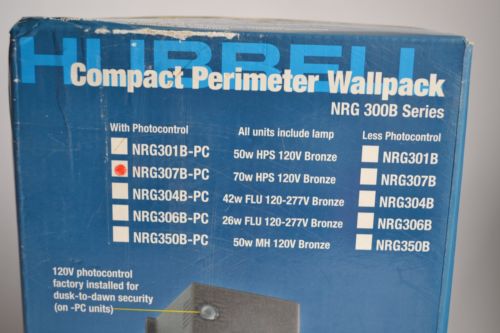 HUBBELL
Compact Perimeter Wallpack
NRG 300B Series
With Photocontrol All units include lamp Less Photocontrol
NRG301B-PC 50w HPS 120V Bronze NRG301B
NRG307B-PC 70w HPS 120V Bronze NRG307B
NRG304B-PC 42w FLU 120-277V Bronze NRG304B
NRG306B-PC 26w FLU 120-277V Bronze NRG306B
NRG350B-PC 50w MH 120V Bronze NRG350B
120V photocontrol
factory installed for
dusk-to-dawn security
(on -PC units)